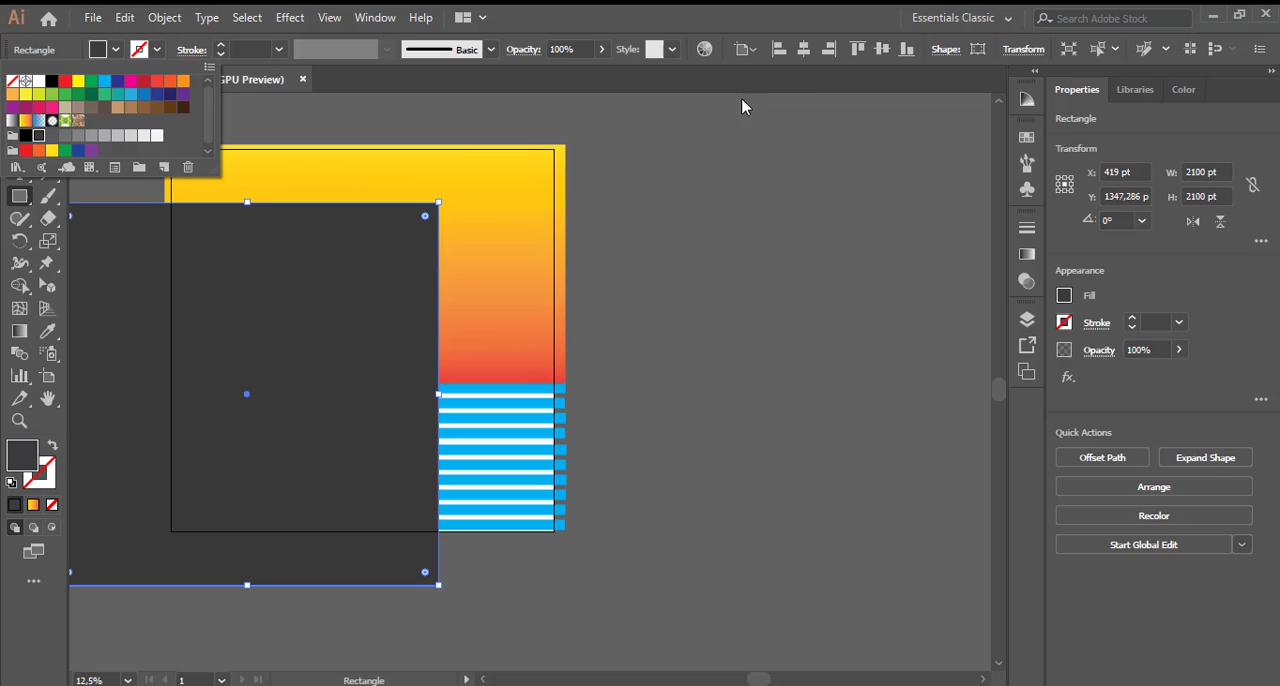 Ai File Edit Object Type Select Effect View Window Help Essentials Classic Search Adobe Stock
Rectangle Stroke: Basic Opacity: 100% Style: Shape: Transform
GPU Preview)
Properties Libraries Color
Rectangle
Transform
X: 419 pt W: 2100 pt
Y: 1347,286 p H: 2100 pt
0°
Appearance
Fill
Stroke
Opacity 100%
fx.
Quick Actions
Offset Path Expand Shape
Arrange
Recolor
Start Global Edit
12,5% 1 Rectangle